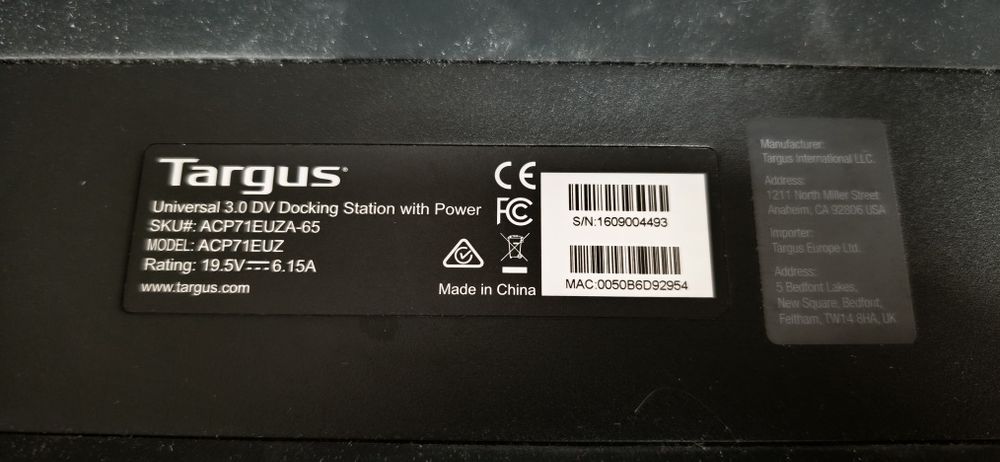 Targus
Universal 3.0 DV Docking Station with Power
SKU#: ACP71EUZA-65
MODEL: ACP71EUZ
Rating: 19.5V⎓6.15A
www.targus.com
CE
FC
Made in China
S/N:1609004493
MAC:0050B6D92954
Manufacturer:
Targus International LLC.
Address:
1211 North Miller Street
Anaheim, CA 92806 USA
Importer:
Targus Europe Ltd.
Address:
5 Bedfont Lakes,
New Square, Bedfont,
Feltham, TW14 8HA, UK